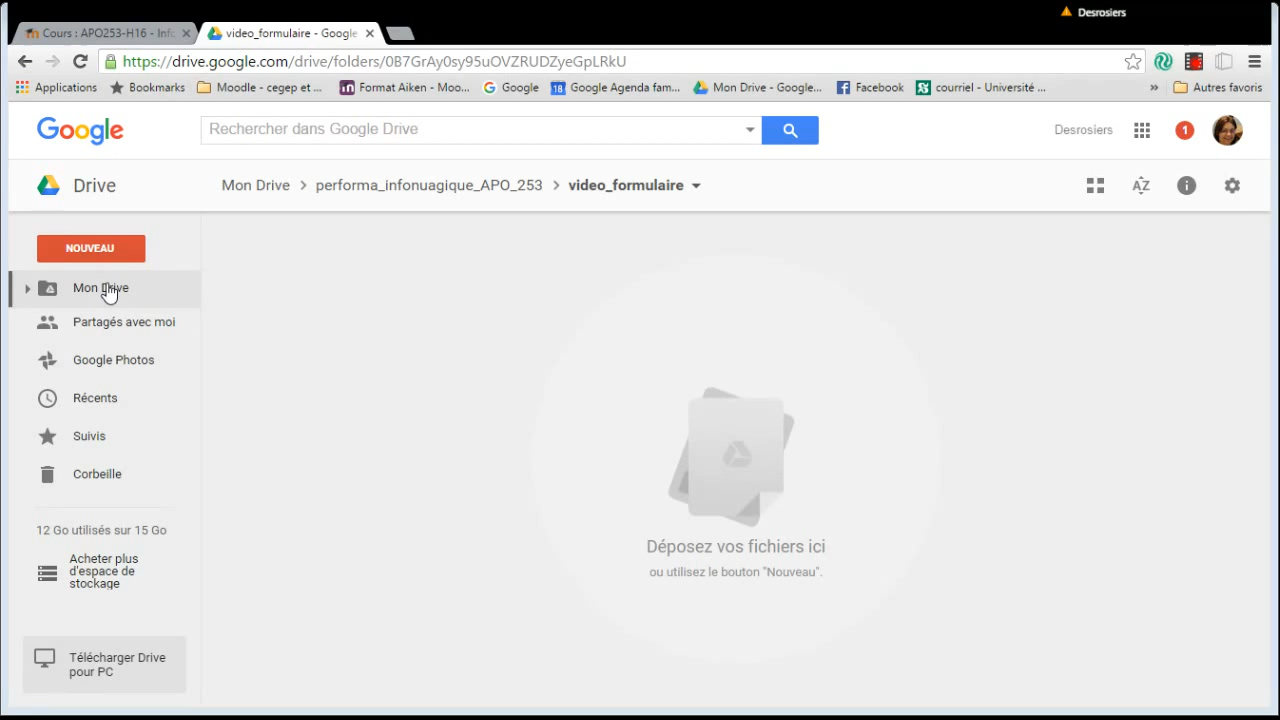 Desrosiers
Cours : APO253-H16 - Info
video_formulaire - Google
https://drive.google.com/drive/folders/0B7GrAy0sy95uOVZRUDZyeGpLRkU
Applications
Bookmarks
Moodle - cegep et ...
Format Aiken - Moo...
Google
18
Google Agenda fam...
Mon Drive - Google...
Facebook
courriel - Université ...
»
Autres favoris
Google
Rechercher dans Google Drive
Desrosiers
1
Drive
Mon Drive > performa_infonuagique_APO_253 > video_formulaire
AZ
NOUVEAU
Mon Drive
Partagés avec moi
Google Photos
Récents
Suivis
Corbeille
12 Go utilisés sur 15 Go
Acheter plus
d'espace de
stockage
Télécharger Drive
pour PC
Déposez vos fichiers ici
ou utilisez le bouton "Nouveau".